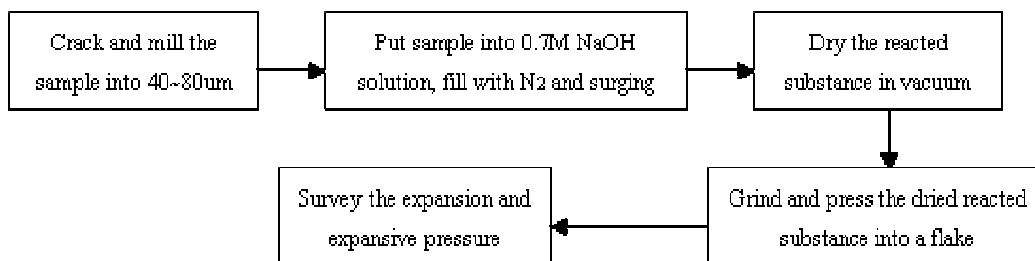 Crack and mill the
sample into 40~80um
Put sample into 0.7M NaOH
solution, fill with N2 and surging
Dry the reacted
substance in vacuum
Grind and press the dried reacted
substance into a flake
Survey the expansion and
expansive pressure